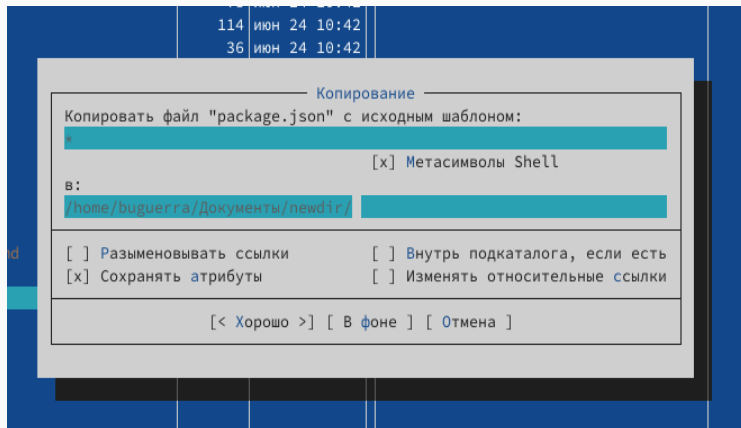 114 июн 24 10:42
36 июн 24 10:42
Копирование
Копировать файл "package.json" с исходным шаблоном:
*
[x] Метасимволы Shell
в:
/home/buguerra/Документы/newdir/
[ ] Разыменовывать ссылки [ ] Внутрь подкаталога, если есть
[x] Сохранять атрибуты [ ] Изменять относительные ссылки
[< Хорошо >] [ В фоне ] [ Отмена ]